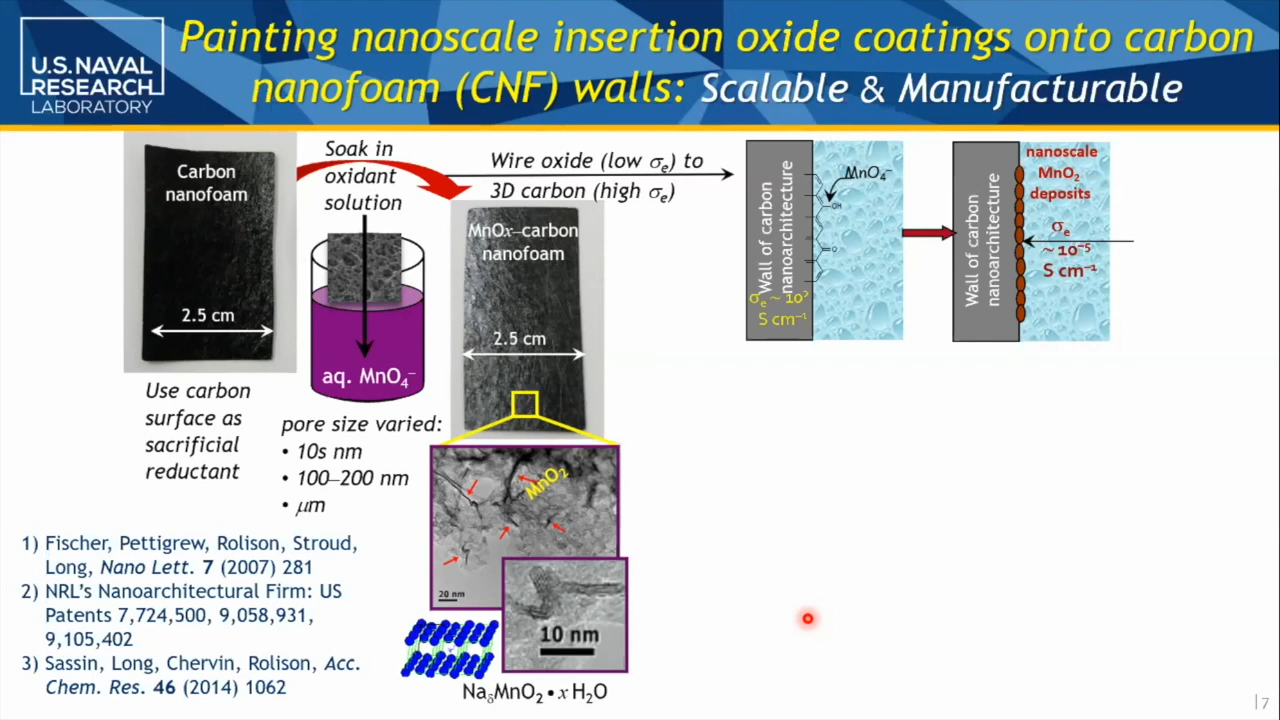 U.S. NAVAL
RESEARCH
LABORATORY
Painting nanoscale insertion oxide coatings onto carbon
nanofoam (CNF) walls: Scalable & Manufacturable
Carbon
nanofoam
2.5 cm
Use carbon
surface as
sacrificial
reductant
Soak in
oxidant
solution
aq. MnO₄⁻
pore size varied:
• 10s nm
• 100–200 nm
• μm
Wire oxide (low σₑ) to
3D carbon (high σₑ)
MnOx–carbon
nanofoam
2.5 cm
MnO₂
20 nm
10 nm
NaδMnO₂ • x H₂O
Wall of carbon
nanoarchitecture
MnO₄⁻
OH
O
S cm⁻¹
Wall of carbon
nanoarchitecture
nanoscale
MnO₂
deposits
σₑ
~ 10⁻⁵
S cm⁻¹
1) Fischer, Pettigrew, Rolison, Stroud,
Long, Nano Lett. 7 (2007) 281
2) NRL's Nanoarchitectural Firm: US
Patents 7,724,500, 9,058,931,
9,105,402
3) Sassin, Long, Chervin, Rolison, Acc.
Chem. Res. 46 (2014) 1062
|7